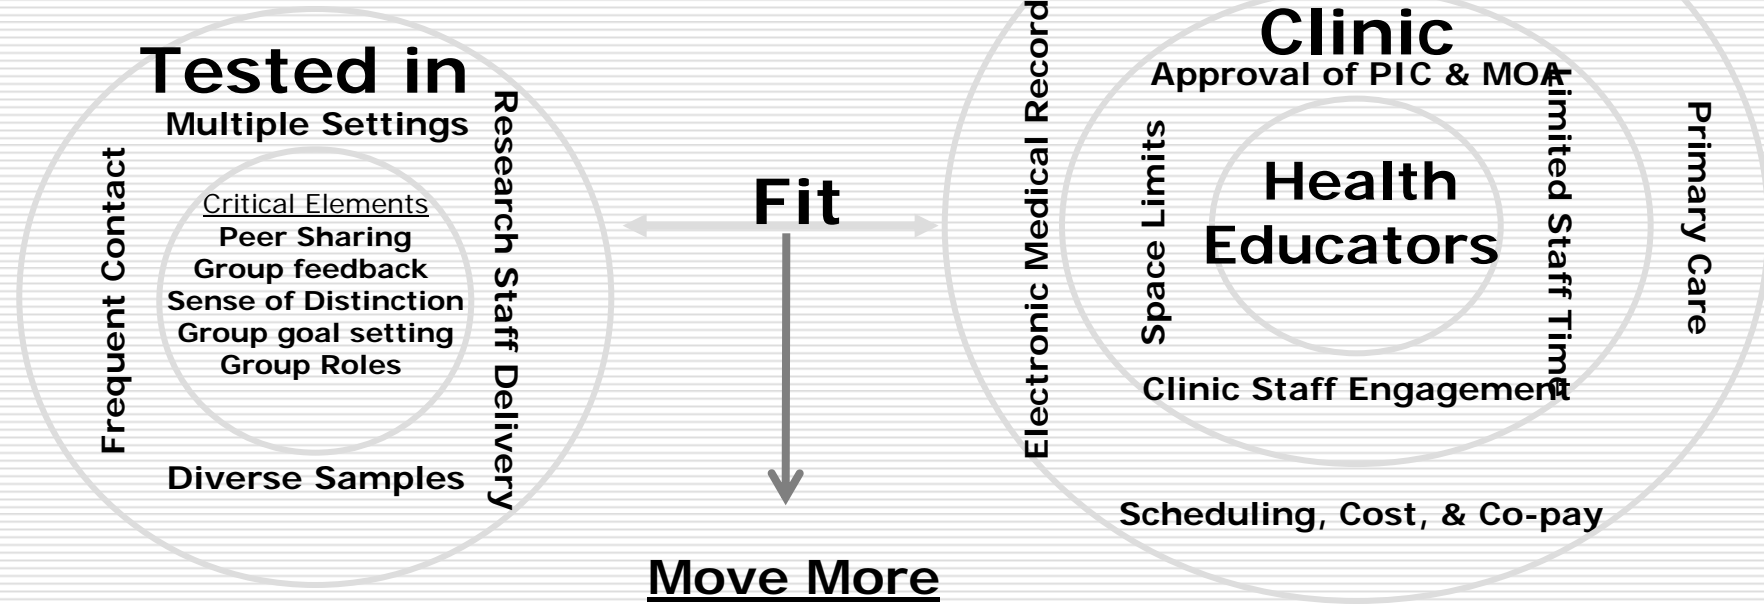 Tested in
Multiple Settings
Frequent Contact
Critical Elements
Peer Sharing
Group feedback
Sense of Distinction
Group goal setting
Group Roles
Research Staff Delivery
Diverse Samples
Fit
Move More
Electronic Medical Record
Clinic
Approval of PIC & MOA
Space Limits
Health
Educators
Limited Staff Time
Primary Care
Clinic Staff Engagement
Scheduling, Cost, & Co-pay